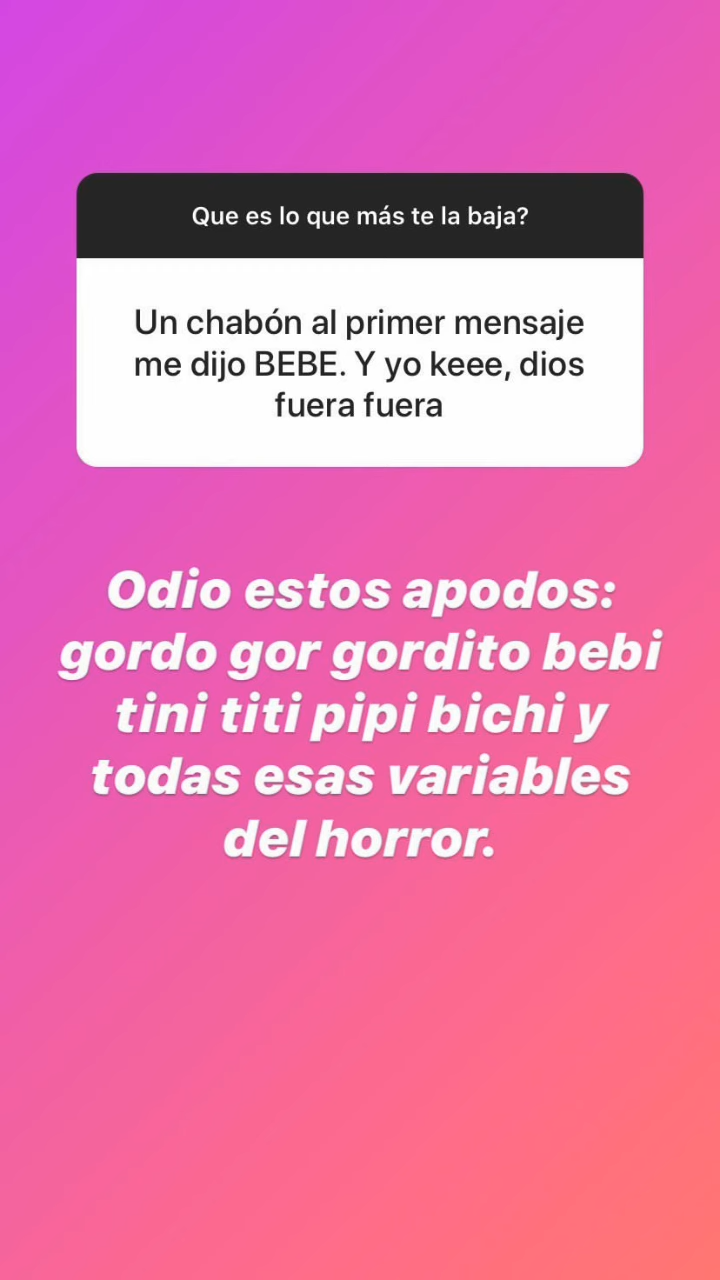 Que es lo que más te la baja?
Un chabón al primer mensaje
me dijo BEBE. Y yo keee, dios
fuera fuera
Odio estos apodos:
gordo gor gordito bebi
tini titi pipi bichi y
todas esas variables
del horror.